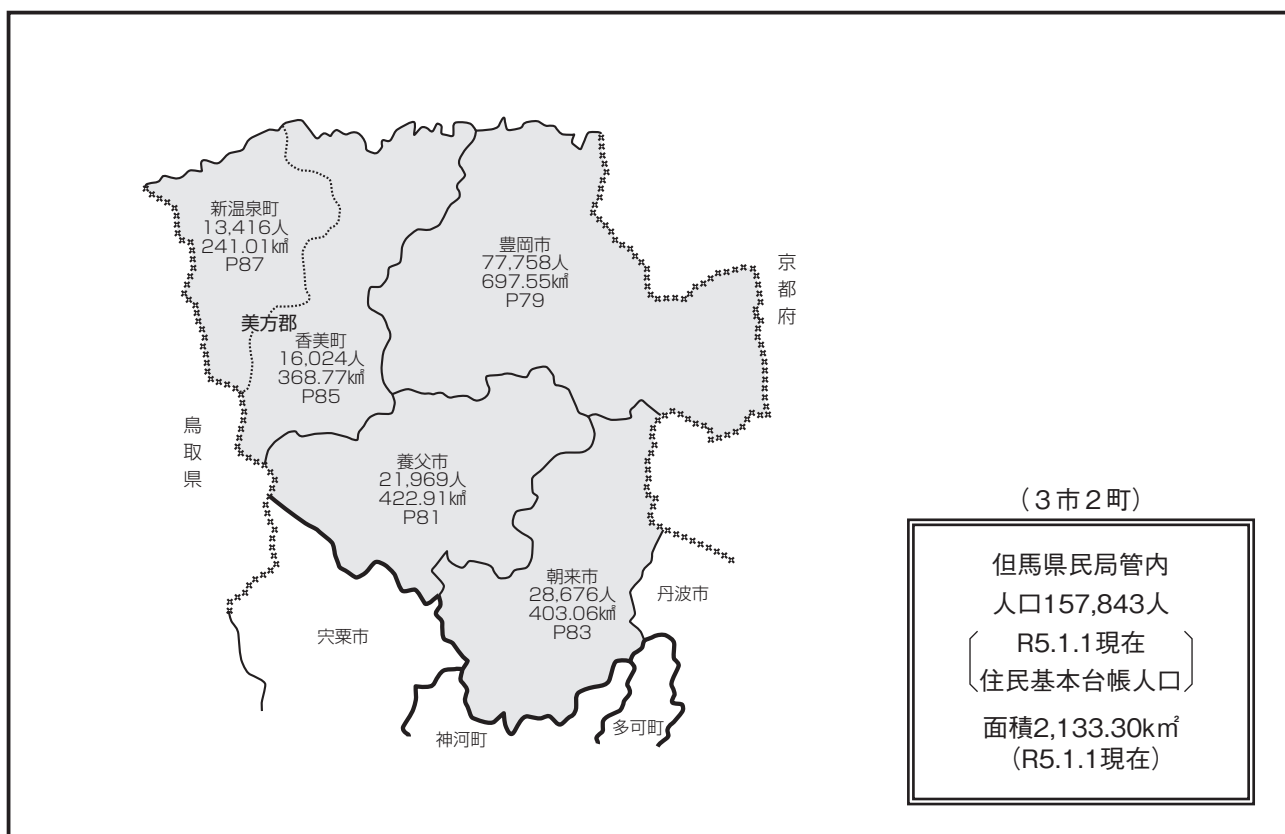 新温泉町
13,416人
241.01㎢
P87
豊岡市
77,758人
697.55㎢
P79
京都府
美方郡
香美町
16,024人
368.77㎢
P85
鳥取県
養父市
21,969人
422.91㎢
P81
朝来市
28,676人
403.06㎢
P83
丹波市
宍粟市
神河町
多可町
（3市2町）
但馬県民局管内
人口157,843人
R5.1.1現在
住民基本台帳人口
面積2,133.30k㎡
（R5.1.1現在）